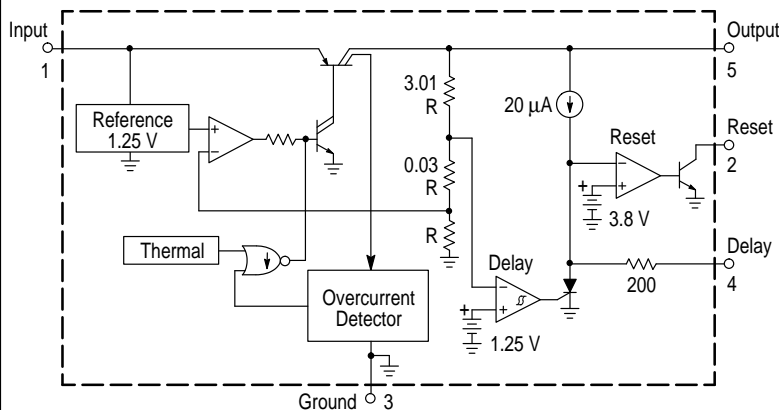 Input
1
Output
5
Reference
1.25 V
+
−
3.01
R
0.03
R
R
20 µA
Reset
−
+
+
3.8 V
Reset
2
Thermal
Overcurrent
Detector
Delay
−
+
+
1.25 V
200
Delay
4
Ground
3